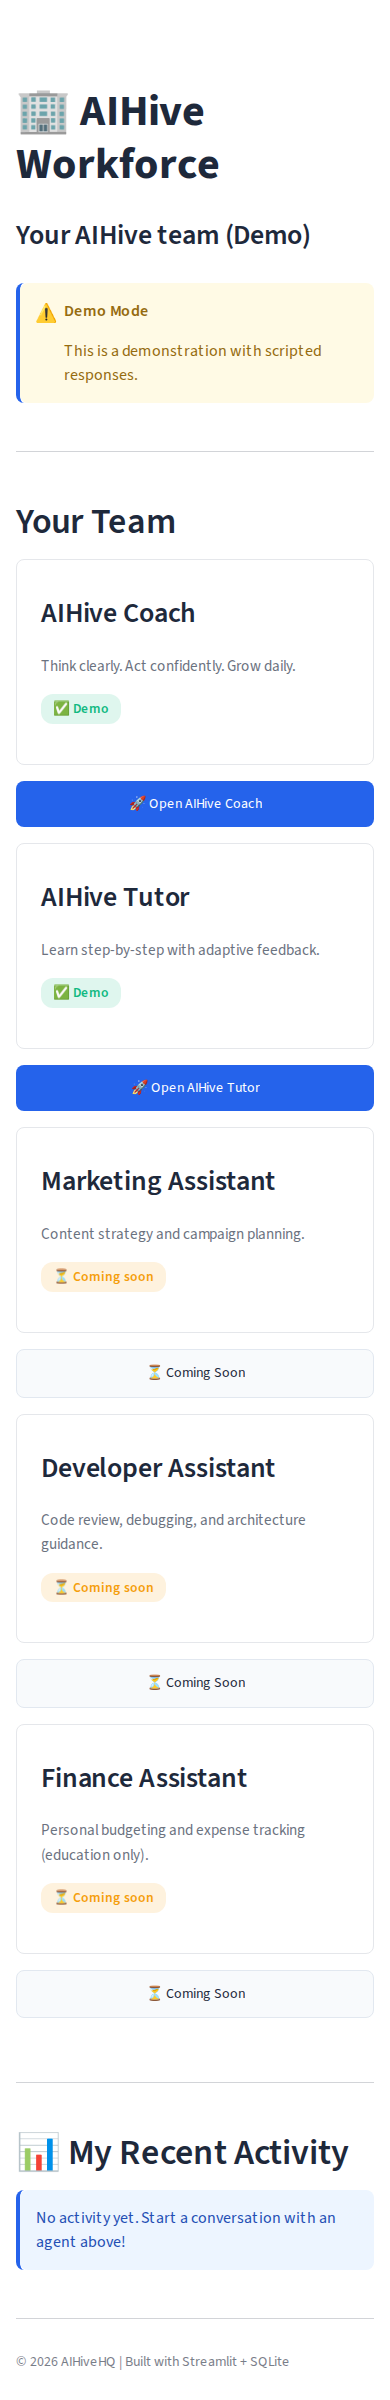 🏢 AIHive
Workforce
Your AIHive team (Demo)
⚠️ Demo Mode
This is a demonstration with scripted
responses.
Your Team
AIHive Coach
Think clearly. Act confidently. Grow daily.
✅ Demo
🚀 Open AIHive Coach
AIHive Tutor
Learn step-by-step with adaptive feedback.
✅ Demo
🚀 Open AIHive Tutor
Marketing Assistant
Content strategy and campaign planning.
⏳ Coming soon
⏳ Coming Soon
Developer Assistant
Code review, debugging, and architecture
guidance.
⏳ Coming soon
⏳ Coming Soon
Finance Assistant
Personal budgeting and expense tracking
(education only).
⏳ Coming soon
⏳ Coming Soon
📊 My Recent Activity
No activity yet. Start a conversation with an
agent above!
© 2026 AIHiveHQ | Built with Streamlit + SQLite